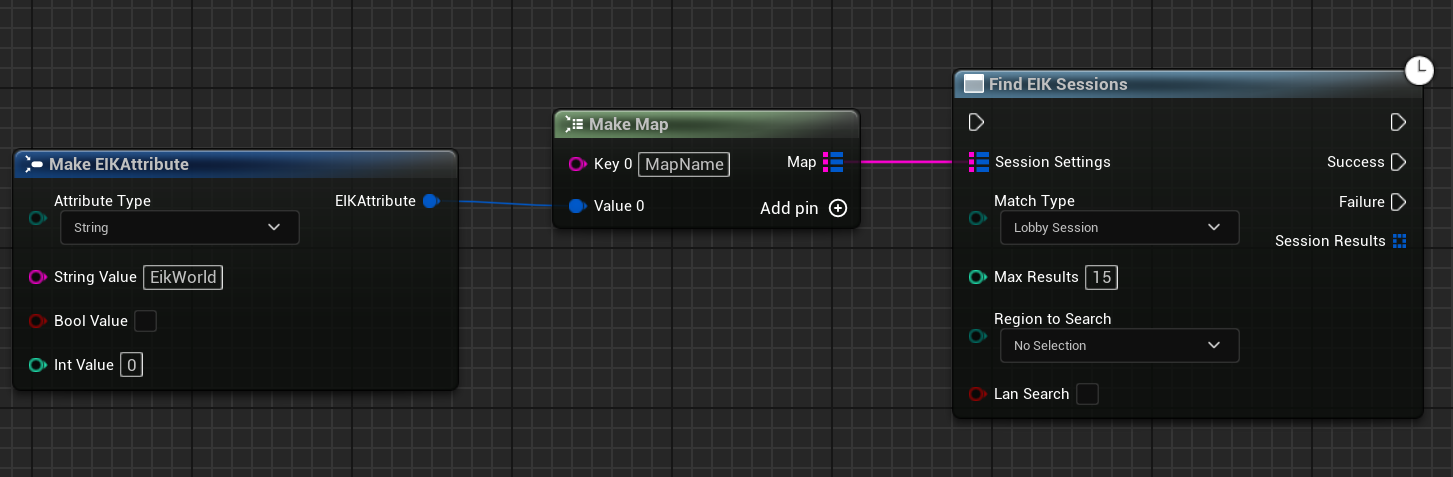 Make EIKAttribute
Attribute Type
EIKAttribute
String
String Value EikWorld
Bool Value
Int Value 0
Make Map
Key 0 MapName
Map
Value 0
Add pin
Find EIK Sessions
Session Settings
Success
Match Type
Failure
Lobby Session
Session Results
Max Results 15
Region to Search
No Selection
Lan Search